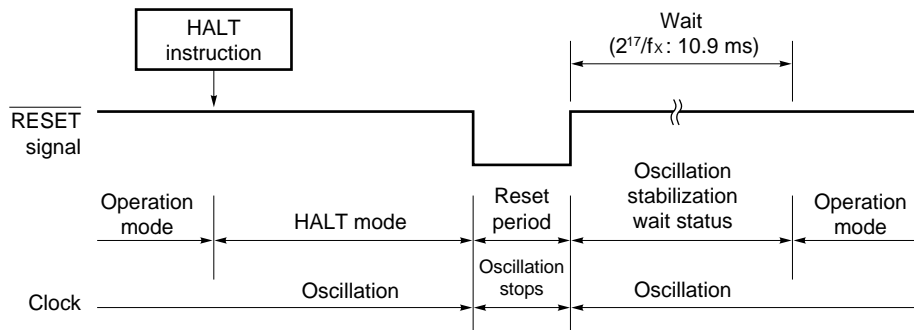 HALT
instruction
Wait
(2¹⁷/fx: 10.9 ms)
RESET
signal
Operation
mode
HALT mode
Reset
period
Oscillation
stabilization
wait status
Operation
mode
Clock
Oscillation
Oscillation
stops
Oscillation